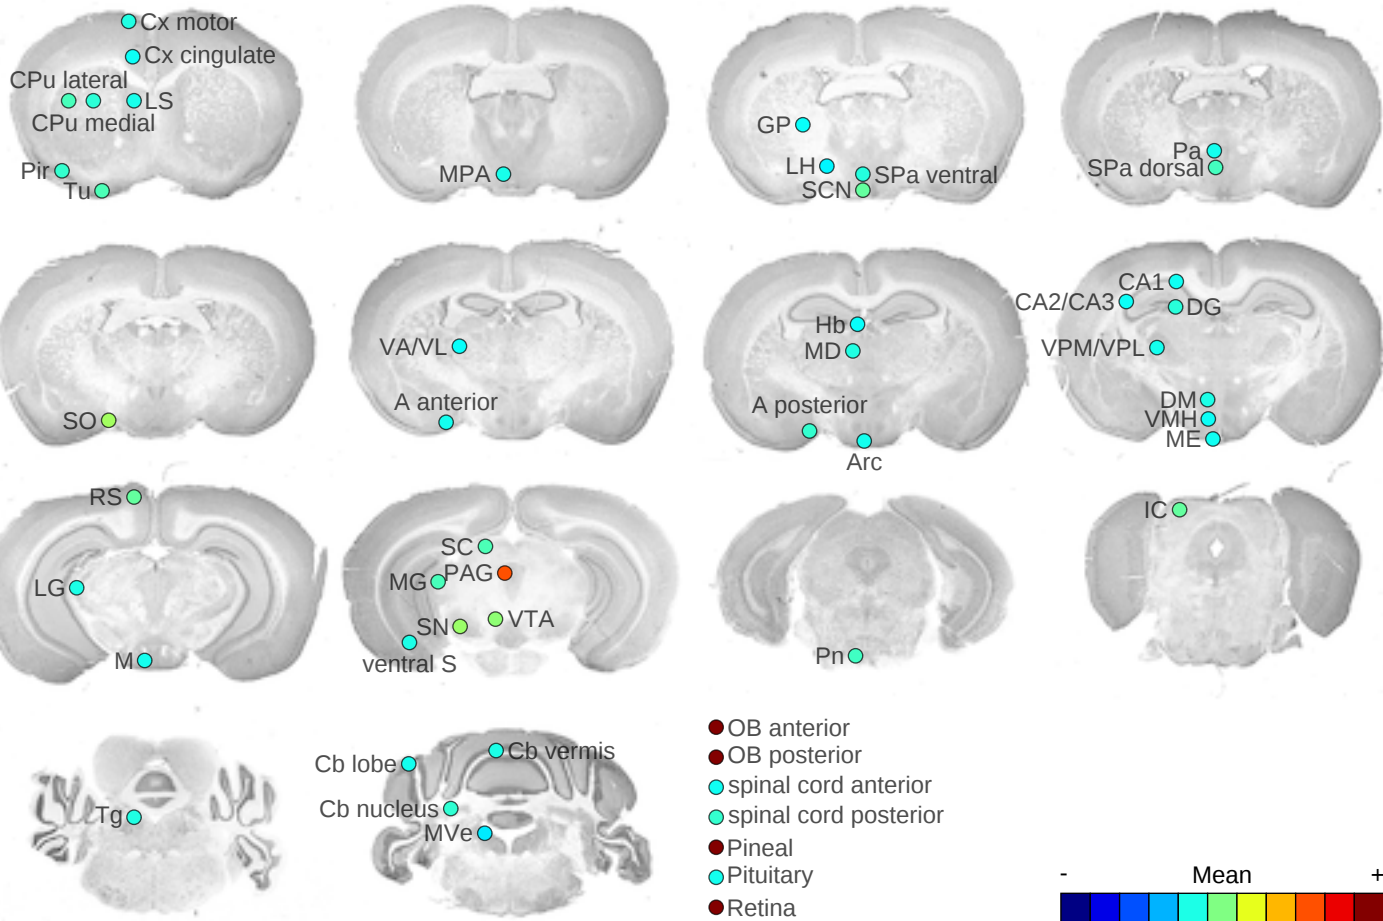 Cx motor
Cx cingulate
CPu lateral
LS
CPu medial
Pir
Tu
MPA
GP
LH
SPa ventral
SCN
Pa
SPa dorsal
SO
VA/VL
A anterior
Hb
MD
A posterior
Arc
CA1
CA2/CA3
DG
VPM/VPL
DM
VMH
ME
RS
LG
M
SC
PAG
MG
SN
VTA
ventral S
Pn
IC
Tg
Cb vermis
Cb lobe
Cb nucleus
MVe
OB anterior
OB posterior
spinal cord anterior
spinal cord posterior
Pineal
Pituitary
Retina
- Mean +